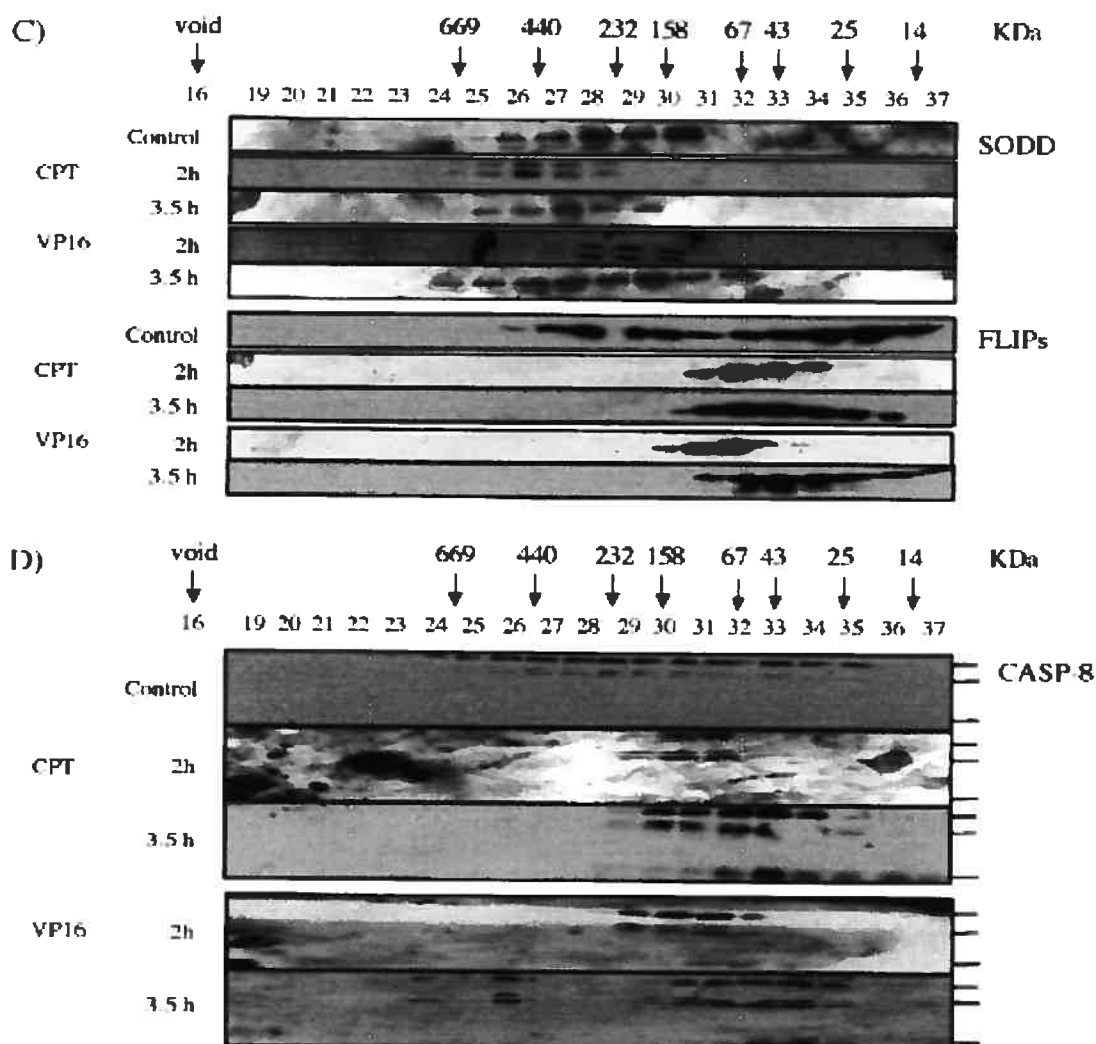 C) void 669 440 232 158 67 43 25 14 KDa
16 19 20 21 22 23 24 25 26 27 28 29 30 31 32 33 34 35 36 37
Control SODD
CPT 2h
3.5 h
VP16 2h
3.5 h
Control FLIPs
CPT 2h
3.5 h
VP16 2h
3.5 h
D) void 669 440 232 158 67 43 25 14 KDa
16 19 20 21 22 23 24 25 26 27 28 29 30 31 32 33 34 35 36 37
Control CASP-8
CPT 2h
3.5 h
VP16 2h
3.5 h